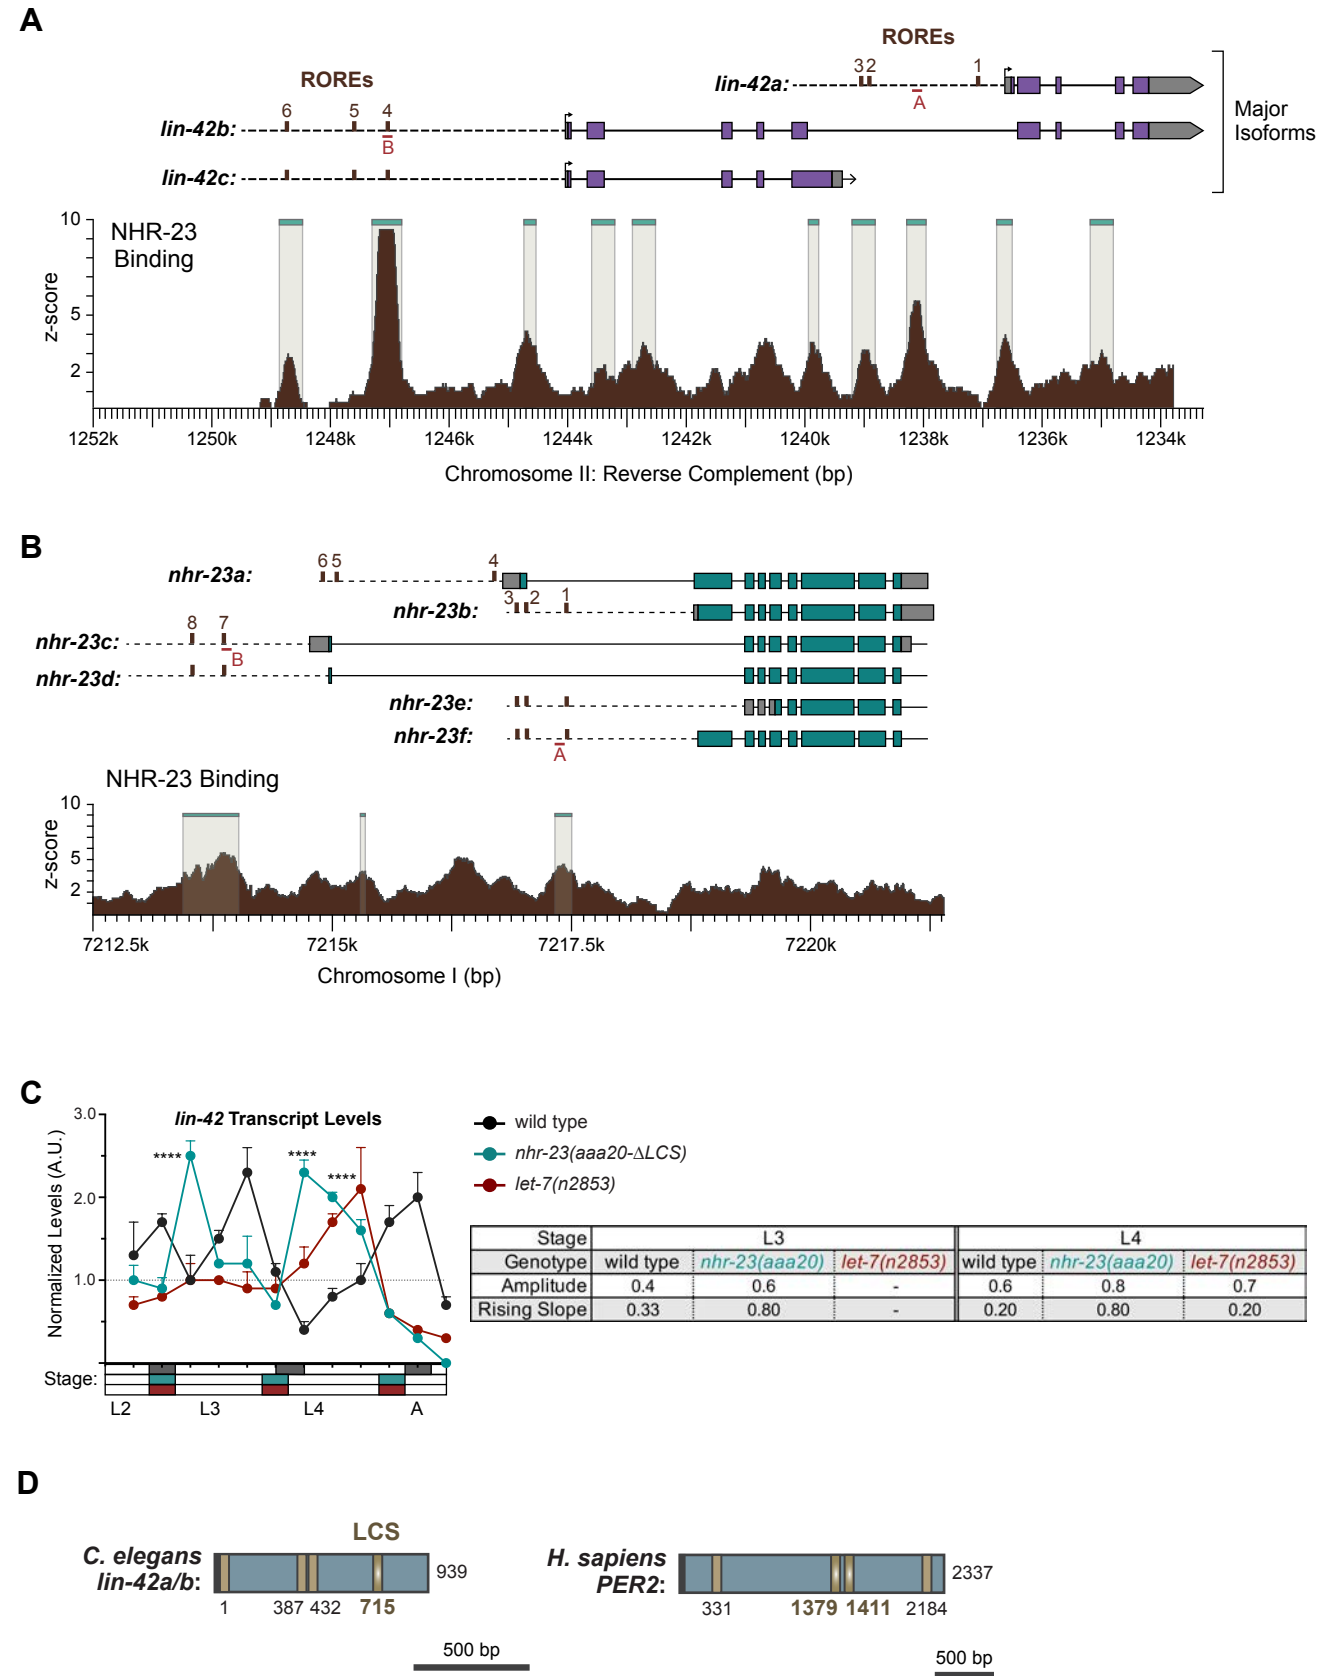 A
ROREs
ROREs
3 2 1
lin-42a:
A
6 5 4
lin-42b:
B
lin-42c:
Major
Isoforms
NHR-23
Binding
z-score
10
5
2
1252k 1250k 1248k 1246k 1244k 1242k 1240k 1238k 1236k 1234k
Chromosome II: Reverse Complement (bp)
B
6 5 4
nhr-23a:
3 2 1
nhr-23b:
8 7
nhr-23c:
B
nhr-23d:
nhr-23e:
nhr-23f:
A
NHR-23 Binding
z-score
10
5
2
7212.5k 7215k 7217.5k 7220k
Chromosome I (bp)
C
lin-42 Transcript Levels
Normalized Levels (A.U.)
3.0
2.0
1.0
**** **** ****
Stage:
L2 L3 L4 A
wild type
nhr-23(aaa20-ΔLCS)
let-7(n2853)
Stage L3 L4
Genotype wild type nhr-23(aaa20) let-7(n2853) wild type nhr-23(aaa20) let-7(n2853)
Amplitude 0.4 0.6 - 0.6 0.8 0.7
Rising Slope 0.33 0.80 - 0.20 0.80 0.20
D
LCS
C. elegans
lin-42a/b:
939
1 387 432 715
500 bp
H. sapiens
PER2:
2337
331 1379 1411 2184
500 bp